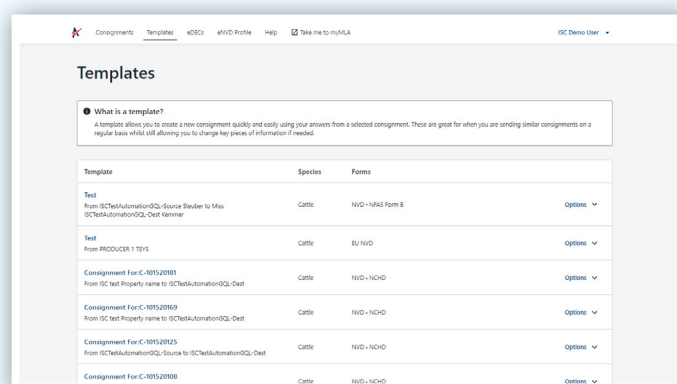 Consignments Templates eDECs eNVD Profile Help Take me to myMLA ISC Demo User
Templates
What is a template?
A template allows you to create a new consignment quickly and easily using your answers from a selected consignment. These are great for when you are sending similar consignments on a
regular basis whilst still allowing you to change key pieces of information if needed.
Template Species Forms
Test
From ISCTestAutomationGQL-Source Steuber to Miss
ISCTestAutomationGQL-Dest Kemmer
Cattle NVD + NFAS Form B Options
Test
From PRODUCER 1 TEYS
Cattle EU NVD Options
Consignment For:C-101520181
From ISC test Property name to ISCTestAutomationGQL-Dest
Cattle NVD + NCHD Options
Consignment For:C-101520169
From ISC test Property name to ISCTestAutomationGQL-Dest
Cattle NVD + NCHD Options
Consignment For:C-101520125
From ISCTestAutomationGQL-Source to ISCTestAutomationGQL-Dest
Cattle NVD + NCHD Options
Consignment For:C-101520108
Cattle NVD + NCHD Options